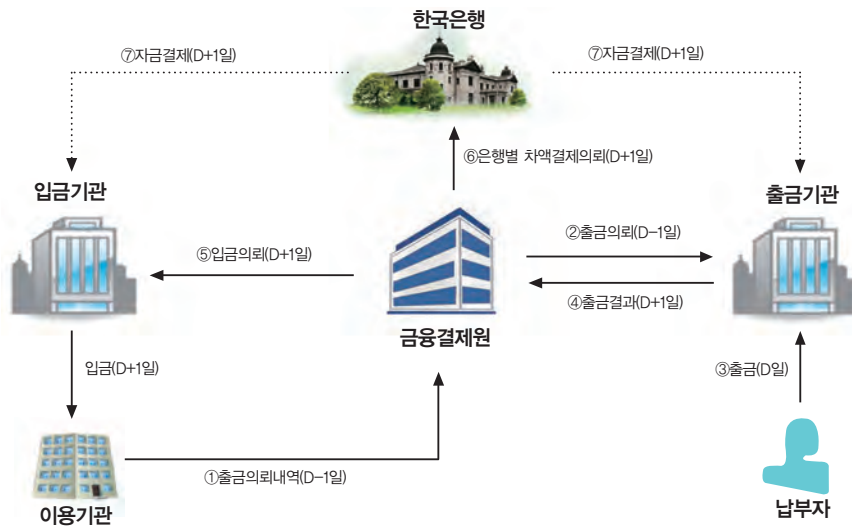 한국은행
⑦자금결제(D+1일)
⑦자금결제(D+1일)
⑥은행별 차액결제의뢰(D+1일)
입금기관
출금기관
②출금의뢰(D-1일)
⑤입금의뢰(D+1일)
④출금결과(D+1일)
금융결제원
입금(D+1일)
③출금(D일)
①출금의뢰내역(D-1일)
이용기관
납부자